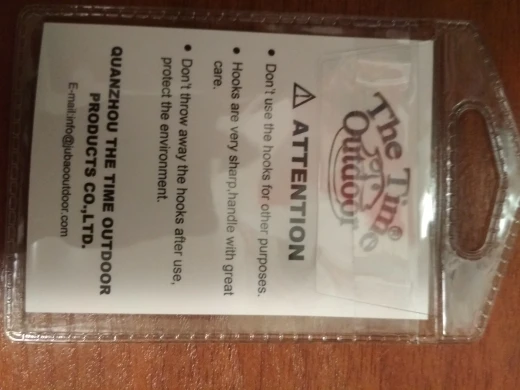 The Time
Outdoor
⚠ ATTENTION
• Don't use the hooks for other purposes.
• Hooks are very sharp,handle with great
care.
• Don't throw away the hooks after use,
protect the environment.
QUANZHOU THE TIME OUTDOOR
PRODUCTS CO.,LTD.
E-mail:info@jubaooutdoor.com